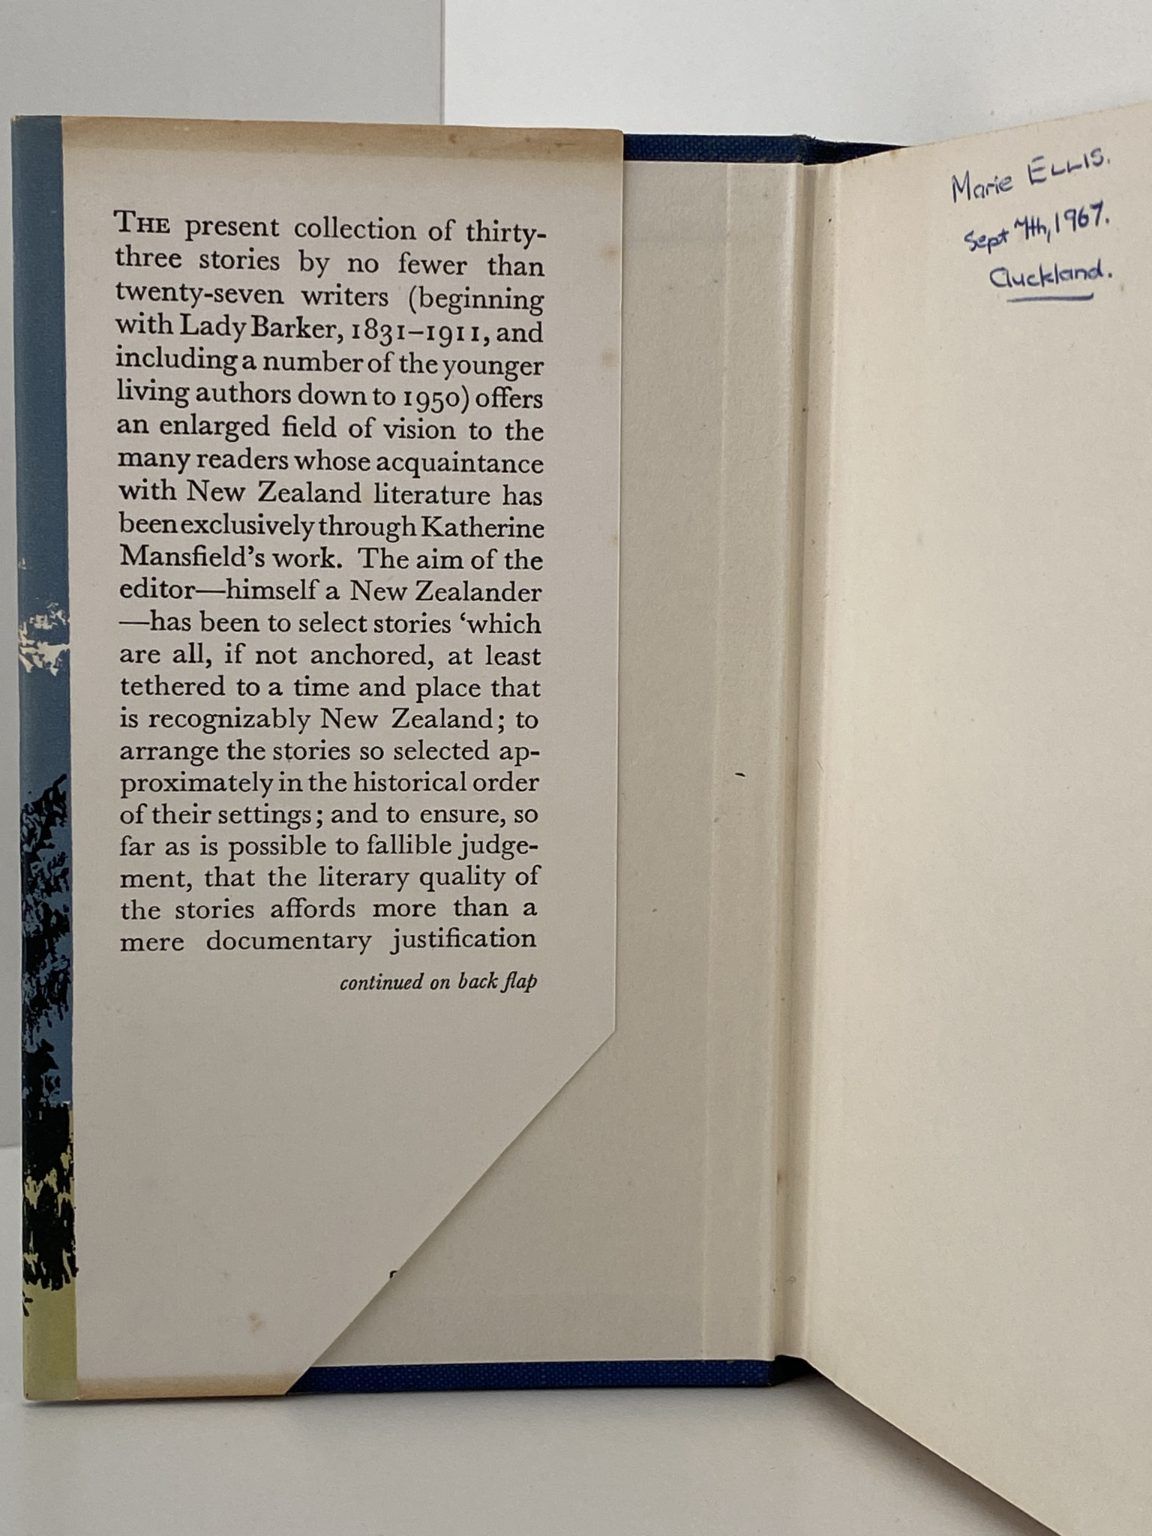 THE present collection of thirty-
three stories by no fewer than
twenty-seven writers (beginning
with Lady Barker, 1831–1911, and
including a number of the younger
living authors down to 1950) offers
an enlarged field of vision to the
many readers whose acquaintance
with New Zealand literature has
been exclusively through Katherine
Mansfield's work. The aim of the
editor—himself a New Zealander
—has been to select stories ‘which
are all, if not anchored, at least
tethered to a time and place that
is recognizably New Zealand; to
arrange the stories so selected ap-
proximately in the historical order
of their settings; and to ensure, so
far as is possible to fallible judge-
ment, that the literary quality of
the stories affords more than a
mere documentary justification
continued on back flap
Marie ELLIS.
Sept 7th, 1967.
Auckland.